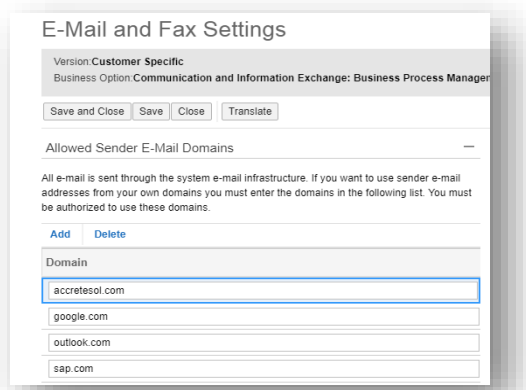 E-Mail and Fax Settings
Version:Customer Specific
Business Option:Communication and Information Exchange: Business Process
Save and Close Save Close Translate
Allowed Sender E-Mail Domains
All e-mail is sent through the system e-mail infrastructure. If you want to use sender e-mail
addresses from your own domains you must enter the domains in the following list. You must
be authorized to use these domains.
Add Delete
Domain
accretesol.com
google.com
outlook.com
sap.com